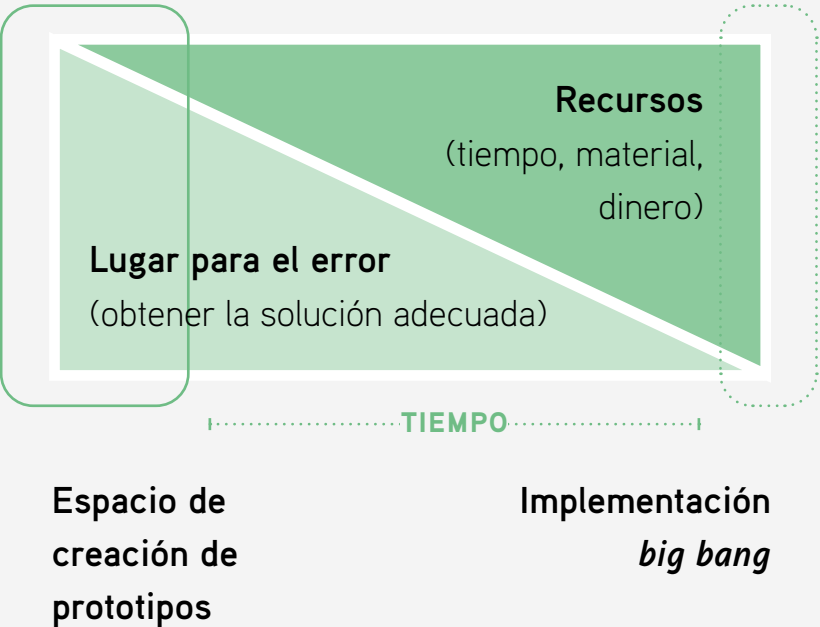 Recursos
(tiempo, material,
dinero)
Lugar para el error
(obtener la solución adecuada)
TIEMPO
Espacio de
creación de
prototipos
Implementación
big bang